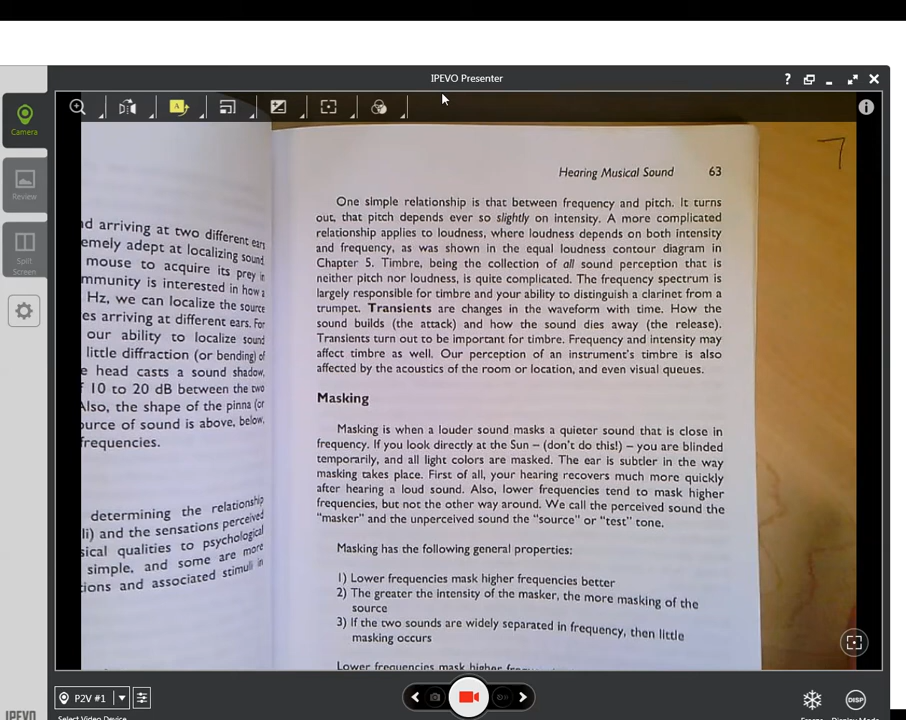 IPEVO Presenter
?
Camera
Review
Split
Screen
A
i
7
nd arriving at two different ears
emely adept at localizing sound
mouse to acquire its prey in
mmunity is interested in how a
Hz, we can localize the source
es arriving at different ears. For
our ability to localize sound
little diffraction (or bending) of
e head casts a sound shadow,
f 10 to 20 dB between the two
Also, the shape of the pinna (or
ource of sound is above, below,
frequencies.
determining the relationship
li) and the sensations perceived
sical qualities to psychological
simple, and some are more
tions and associated stimuli in
Hearing Musical Sound 63
One simple relationship is that between frequency and pitch. It turns
out, that pitch depends ever so slightly on intensity. A more complicated
relationship applies to loudness, where loudness depends on both intensity
and frequency, as was shown in the equal loudness contour diagram in
Chapter 5. Timbre, being the collection of all sound perception that is
neither pitch nor loudness, is quite complicated. The frequency spectrum is
largely responsible for timbre and your ability to distinguish a clarinet from a
trumpet. Transients are changes in the waveform with time. How the
sound builds (the attack) and how the sound dies away (the release).
Transients turn out to be important for timbre. Frequency and intensity may
affect timbre as well. Our perception of an instrument's timbre is also
affected by the acoustics of the room or location, and even visual queues.
Masking
Masking is when a louder sound masks a quieter sound that is close in
frequency. If you look directly at the Sun – (don't do this!) – you are blinded
temporarily, and all light colors are masked. The ear is subtler in the way
masking takes place. First of all, your hearing recovers much more quickly
after hearing a loud sound. Also, lower frequencies tend to mask higher
frequencies, but not the other way around. We call the perceived sound the
"masker" and the unperceived sound the "source" or "test" tone.
Masking has the following general properties:
1) Lower frequencies mask higher frequencies better
2) The greater the intensity of the masker, the more masking of the
source
3) If the two sounds are widely separated in frequency, then little
masking occurs
Lower frequencies mask higher
P2V #1
DISP
IPEVO
Select Video Device
Freeze Display Mode